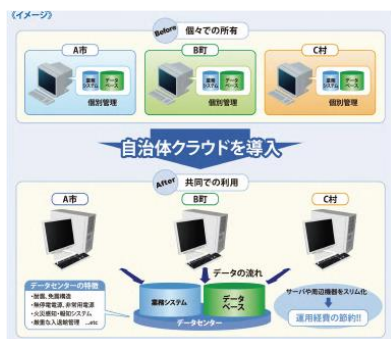 《イメージ》
Before 個々での所有
A市
B町
C村
業務システム
データベース
個別管理
業務システム
データベース
個別管理
業務システム
データベース
個別管理
自治体クラウドを導入
After 共同での利用
A市
B町
C村
データの流れ
データセンターの特徴
・耐震、免震構造
・無停電電源、非常用電源
・火災感知・報知システム
・厳重な入退館管理 …etc
業務システム
データベース
データセンター
サーバや周辺機器をスリム化
運用経費の節約!!